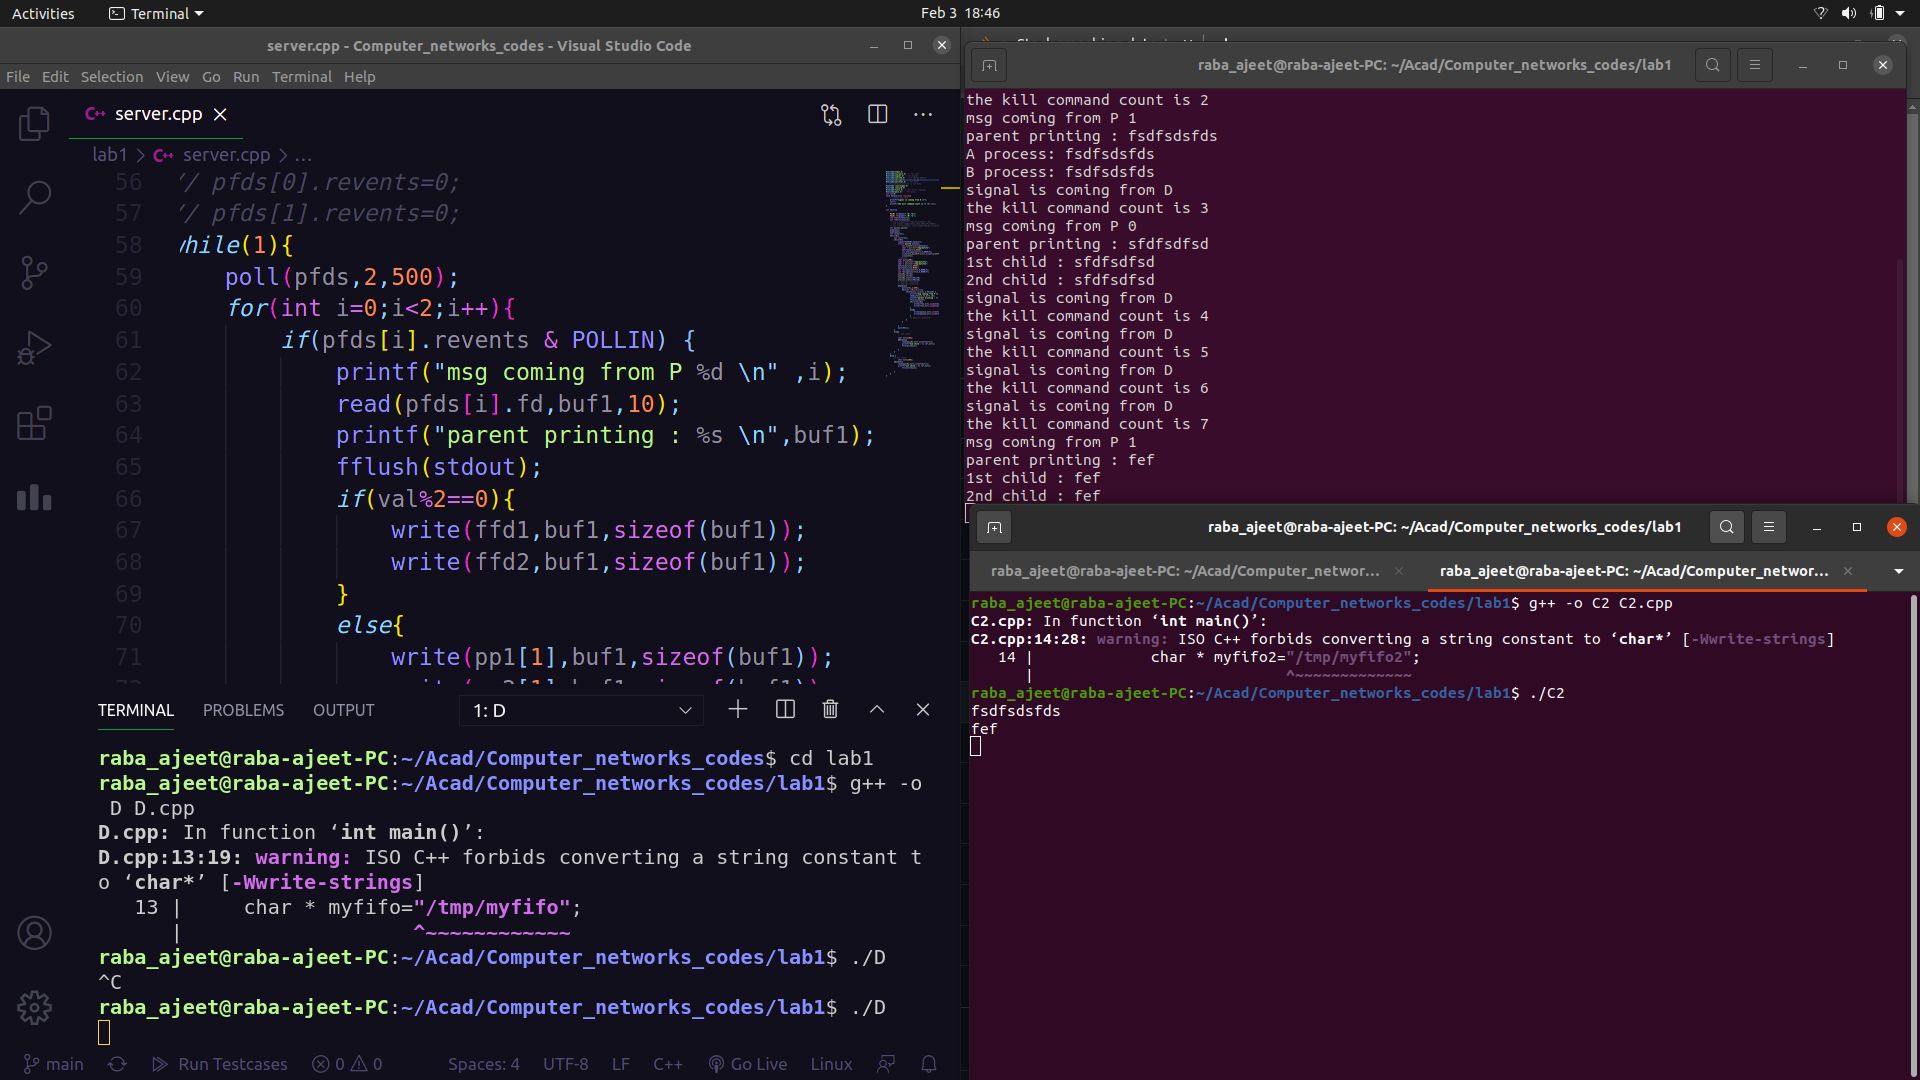 Activities
Terminal
Feb 3 18:46
server.cpp - Computer_networks_codes - Visual Studio Code
File Edit Selection View Go Run Terminal Help
server.cpp
lab1 > server.cpp > ...
56 // pfds[0].revents=0;
57 // pfds[1].revents=0;
58 while(1){
59 poll(pfds,2,500);
60 for(int i=0;i<2;i++){
61 if(pfds[i].revents & POLLIN) {
62 printf("msg coming from P %d \n" ,i);
63 read(pfds[i].fd,buf1,10);
64 printf("parent printing : %s \n",buf1);
65 fflush(stdout);
66 if(val%2==0){
67 write(ffd1,buf1,sizeof(buf1));
68 write(ffd2,buf1,sizeof(buf1));
69 }
70 else{
71 write(pp1[1],buf1,sizeof(buf1));
TERMINAL PROBLEMS OUTPUT
1: D
raba_ajeet@raba-ajeet-PC:~/Acad/Computer_networks_codes$ cd lab1
raba_ajeet@raba-ajeet-PC:~/Acad/Computer_networks_codes/lab1$ g++ -o
D D.cpp
D.cpp: In function ‘int main()’:
D.cpp:13:19: warning: ISO C++ forbids converting a string constant t
o ‘char*’ [-Wwrite-strings]
13 | char * myfifo="/tmp/myfifo";
| ^~~~~~~~~~~~~
raba_ajeet@raba-ajeet-PC:~/Acad/Computer_networks_codes/lab1$ ./D
^C
raba_ajeet@raba-ajeet-PC:~/Acad/Computer_networks_codes/lab1$ ./D
main
Run Testcases
0 0
Spaces: 4
UTF-8
LF
C++
Go Live
Linux
raba_ajeet@raba-ajeet-PC: ~/Acad/Computer_networks_codes/lab1
the kill command count is 2
msg coming from P 1
parent printing : fsdfsdsfds
A process: fsdfsdsfds
B process: fsdfsdsfds
signal is coming from D
the kill command count is 3
msg coming from P 0
parent printing : sfdfsdfsd
1st child : sfdfsdfsd
2nd child : sfdfsdfsd
signal is coming from D
the kill command count is 4
signal is coming from D
the kill command count is 5
signal is coming from D
the kill command count is 6
signal is coming from D
the kill command count is 7
msg coming from P 1
parent printing : fef
1st child : fef
2nd child : fef
raba_ajeet@raba-ajeet-PC: ~/Acad/Computer_networks_codes/lab1
raba_ajeet@raba-ajeet-PC: ~/Acad/Computer_networ...
raba_ajeet@raba-ajeet-PC: ~/Acad/Computer_networ...
raba_ajeet@raba-ajeet-PC:~/Acad/Computer_networks_codes/lab1$ g++ -o C2 C2.cpp
C2.cpp: In function ‘int main()’:
C2.cpp:14:28: warning: ISO C++ forbids converting a string constant to ‘char*’ [-Wwrite-strings]
14 | char * myfifo2="/tmp/myfifo2";
| ^~~~~~~~~~~~~~
raba_ajeet@raba-ajeet-PC:~/Acad/Computer_networks_codes/lab1$ ./C2
fsdfsdsfds
fef